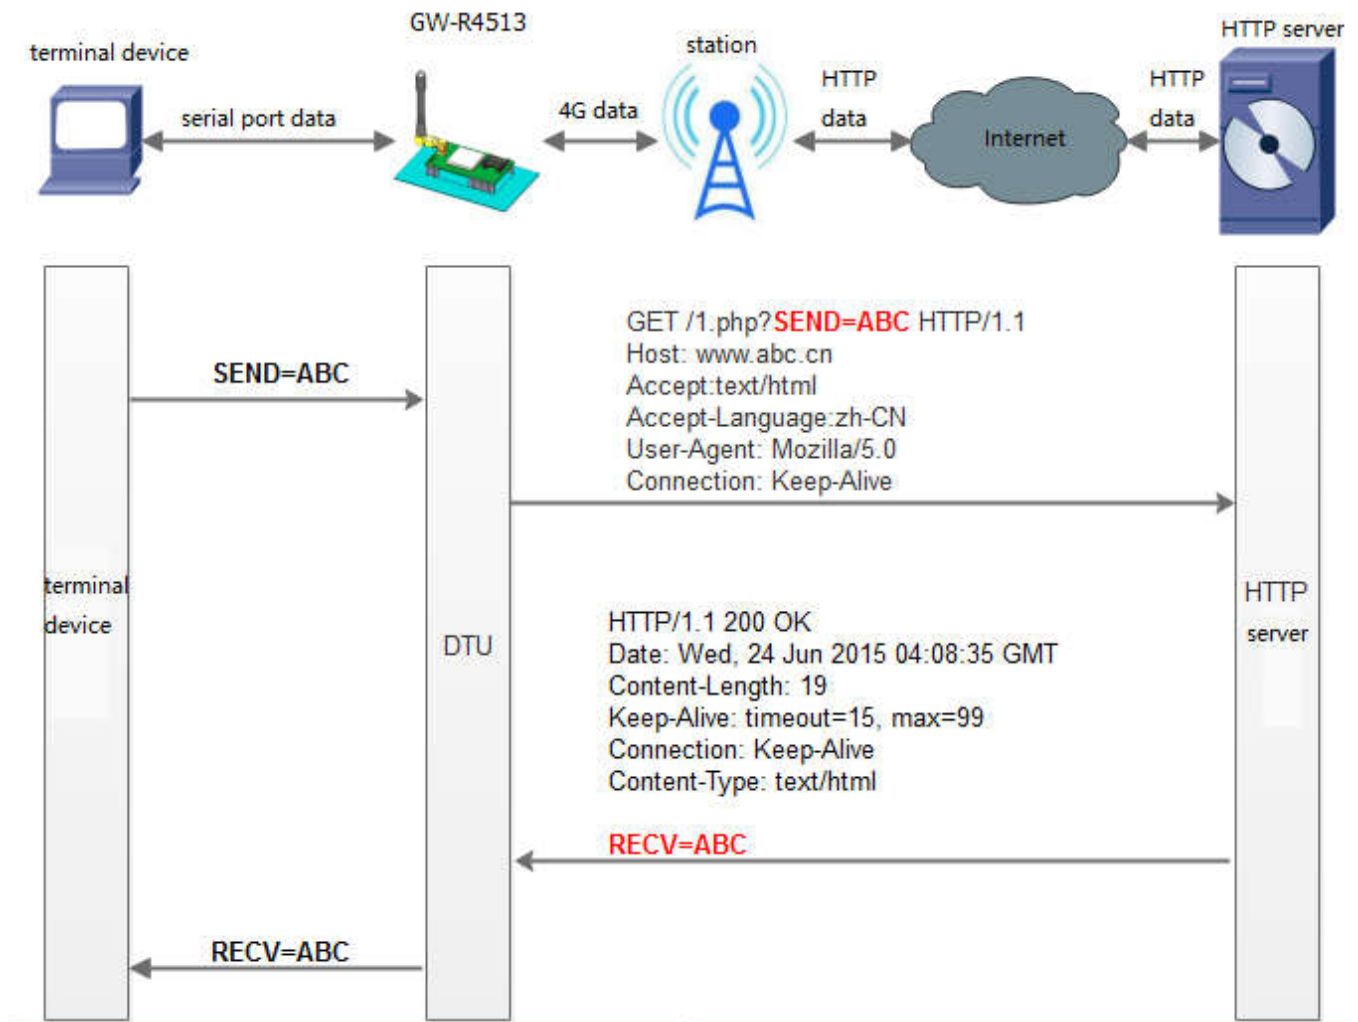 GW-R4513
HTTP server
station
terminal device
HTTP
data
HTTP
data
serial port data
4G data
Internet
GET /1.php?SEND=ABC HTTP/1.1
Host: www.abc.cn
SEND=ABC
Accept:text/html
Accept-Language:zh-CN
User-Agent: Mozilla/5.0
Connection: Keep-Alive
terminal
device
DTU
HTTP
server
HTTP/1.1 200 OK
Date: Wed, 24 Jun 2015 04:08:35 GMT
Content-Length: 19
Keep-Alive: timeout=15, max=99
Connection: Keep-Alive
Content-Type: text/html
RECV=ABC
RECV=ABC